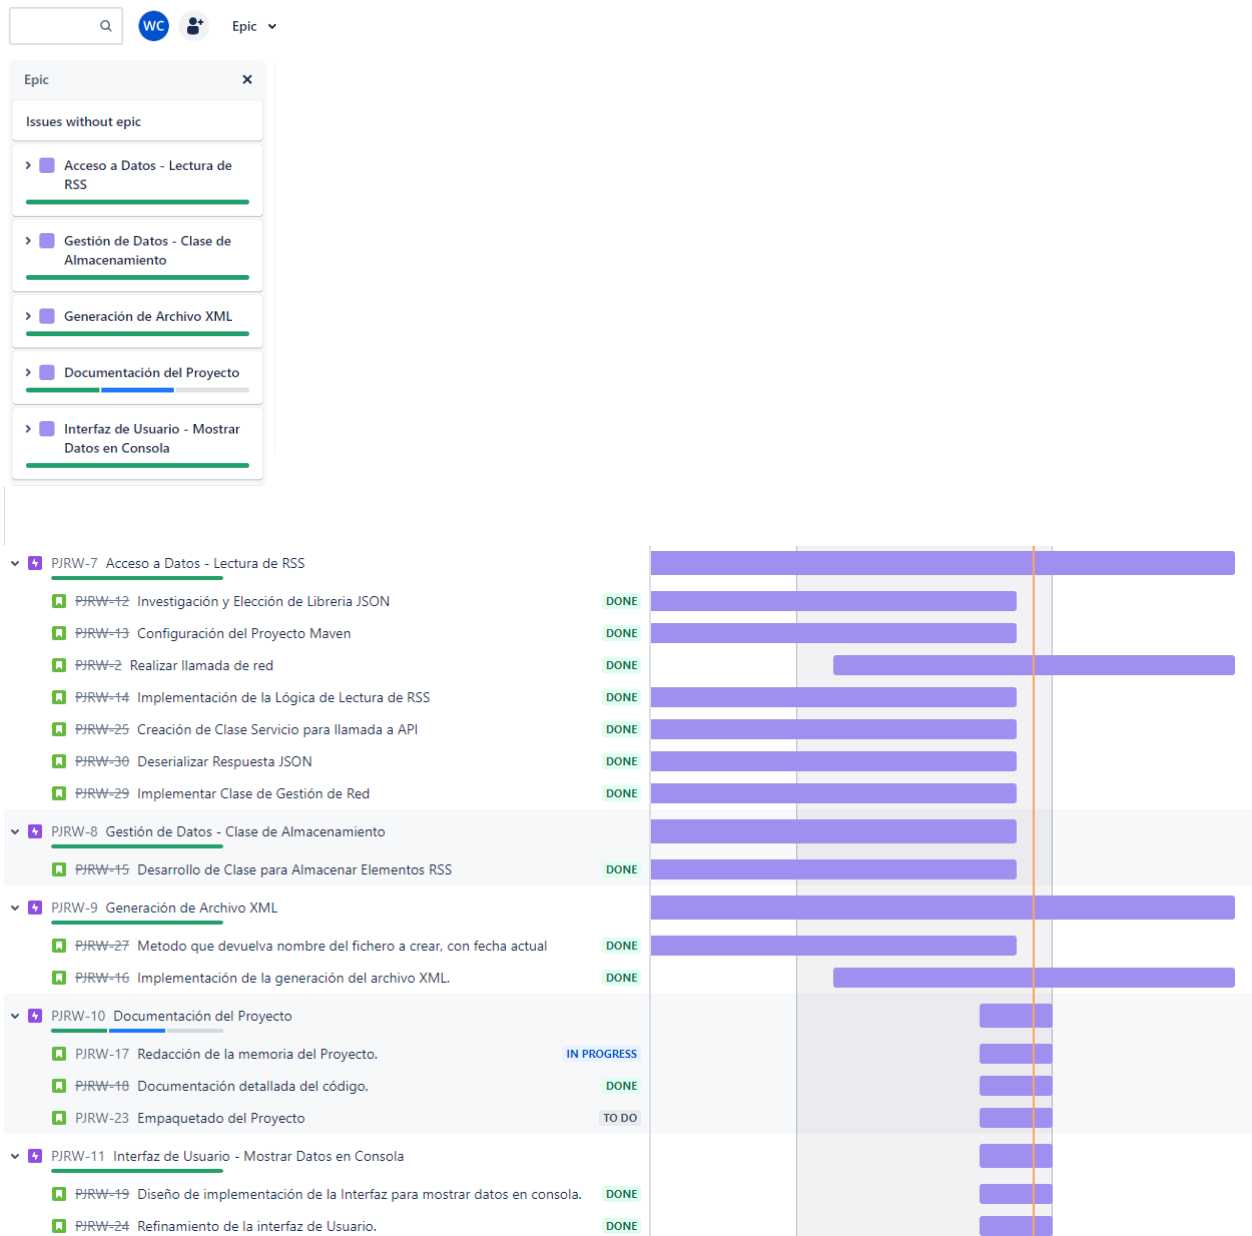 WC
Epic
Epic
Issues without epic
Acceso a Datos - Lectura de
RSS
Gestión de Datos - Clase de
Almacenamiento
Generación de Archivo XML
Documentación del Proyecto
Interfaz de Usuario - Mostrar
Datos en Consola
PJRW-7 Acceso a Datos - Lectura de RSS
PJRW-12 Investigación y Elección de Libreria JSON DONE
PJRW-13 Configuración del Proyecto Maven DONE
PJRW-2 Realizar llamada de red DONE
PJRW-14 Implementación de la Lógica de Lectura de RSS DONE
PJRW-25 Creación de Clase Servicio para llamada a API DONE
PJRW-30 Deserializar Respuesta JSON DONE
PJRW-29 Implementar Clase de Gestión de Red DONE
PJRW-8 Gestión de Datos - Clase de Almacenamiento
PJRW-15 Desarrollo de Clase para Almacenar Elementos RSS DONE
PJRW-9 Generación de Archivo XML
PJRW-27 Metodo que devuelva nombre del fichero a crear, con fecha actual DONE
PJRW-16 Implementación de la generación del archivo XML. DONE
PJRW-10 Documentación del Proyecto
PJRW-17 Redacción de la memoria del Proyecto. IN PROGRESS
PJRW-18 Documentación detallada del código. DONE
PJRW-23 Empaquetado del Proyecto TO DO
PJRW-11 Interfaz de Usuario - Mostrar Datos en Consola
PJRW-19 Diseño de implementación de la Interfaz para mostrar datos en consola. DONE
PJRW-24 Refinamiento de la interfaz de Usuario. DONE